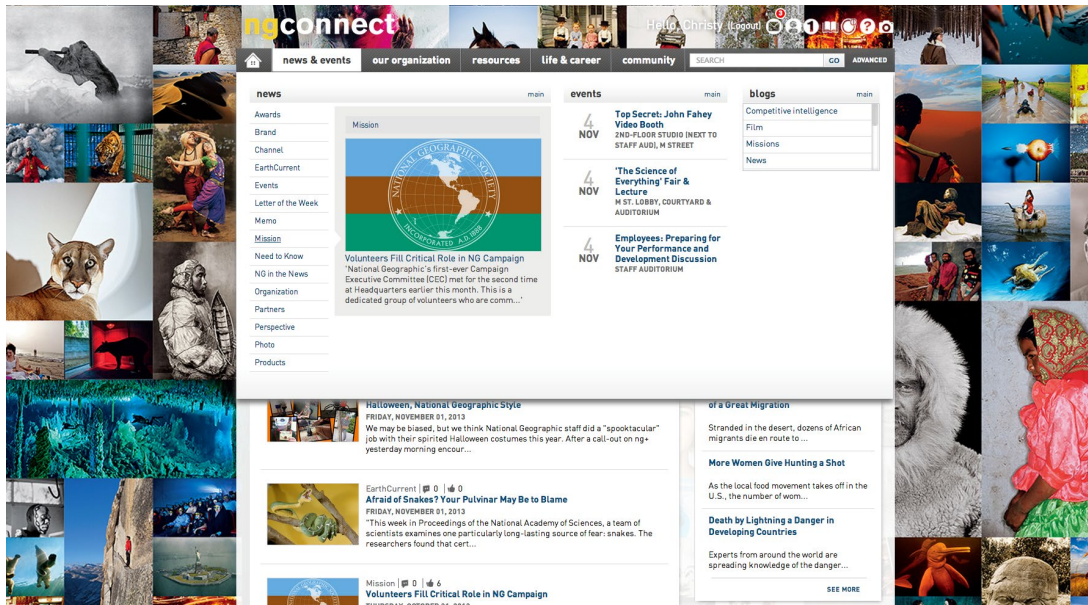 ngconnect
Hello, Christy (Logout)
3
news & events
our organization
resources
life & career
community
SEARCH
GO
ADVANCED
news
main
Awards
Brand
Channel
EarthCurrent
Events
Letter of the Week
Memo
Mission
Need to Know
NG in the News
Organization
Partners
Perspective
Photo
Products
Mission
NATIONAL GEOGRAPHIC SOCIETY
INCORPORATED A.D. 1888
Volunteers Fill Critical Role in NG Campaign
'National Geographic's first-ever Campaign
Executive Committee (CEC) met for the second time
at Headquarters earlier this month. This is a
dedicated group of volunteers who are comm...'
events
main
4
NOV
Top Secret: John Fahey
Video Booth
2ND-FLOOR STUDIO (NEXT TO
STAFF AUD), M STREET
4
NOV
'The Science of
Everything' Fair &
Lecture
M ST. LOBBY, COURTYARD &
AUDITORIUM
4
NOV
Employees: Preparing for
Your Performance and
Development Discussion
STAFF AUDITORIUM
blogs
main
Competitive intelligence
Film
Missions
News
Halloween, National Geographic Style
FRIDAY, NOVEMBER 01, 2013
We may be biased, but we think National Geographic staff did a "spooktacular"
job with their spirited Halloween costumes this year. After a call-out on ng+
yesterday morning encour...
EarthCurrent | 0 | 0
Afraid of Snakes? Your Pulvinar May Be to Blame
FRIDAY, NOVEMBER 01, 2013
"This week in Proceedings of the National Academy of Sciences, a team of
scientists examines one particularly long-lasting source of fear: snakes. The
researchers found that cert...
Mission | 0 | 6
Volunteers Fill Critical Role in NG Campaign
of a Great Migration
Stranded in the desert, dozens of African
migrants die en route to ...
More Women Give Hunting a Shot
As the local food movement takes off in the
U.S., the number of wom...
Death by Lightning a Danger in
Developing Countries
Experts from around the world are
spreading knowledge of the danger...
SEE MORE